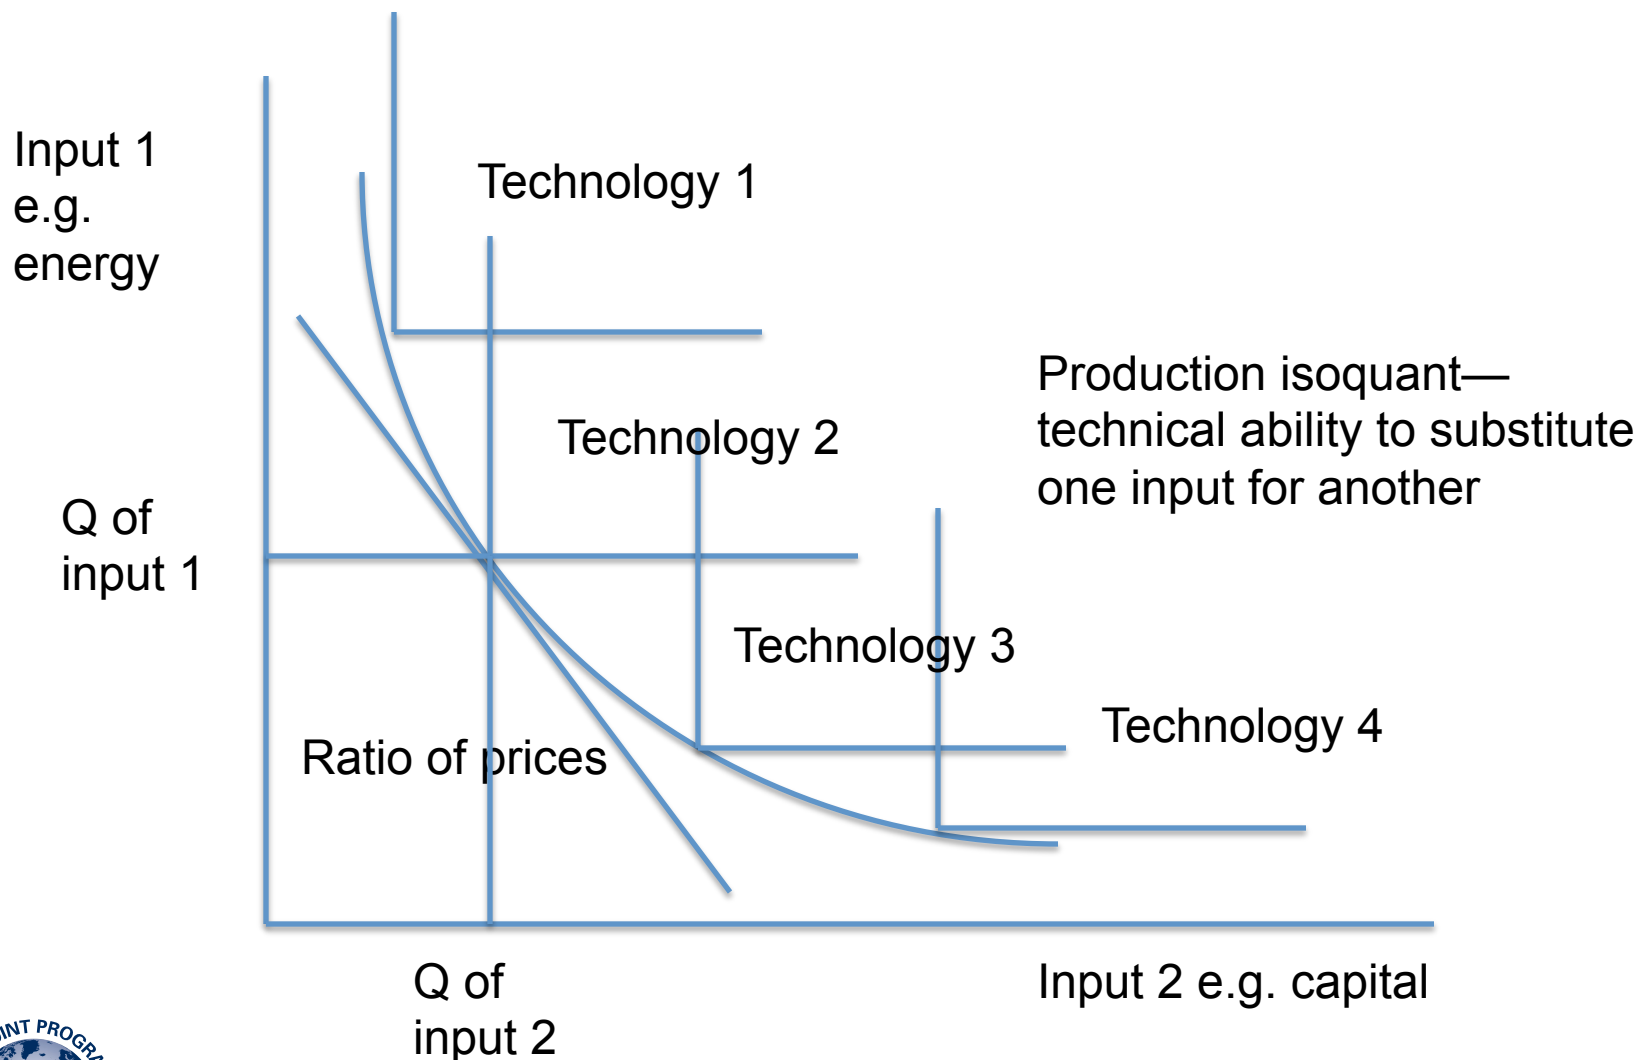 Input 1
e.g.
energy
Technology 1
Technology 2
Production isoquant—
technical ability to substitute
one input for another
Q of
input 1
Technology 3
Technology 4
Ratio of prices
Q of
input 2
Input 2 e.g. capital